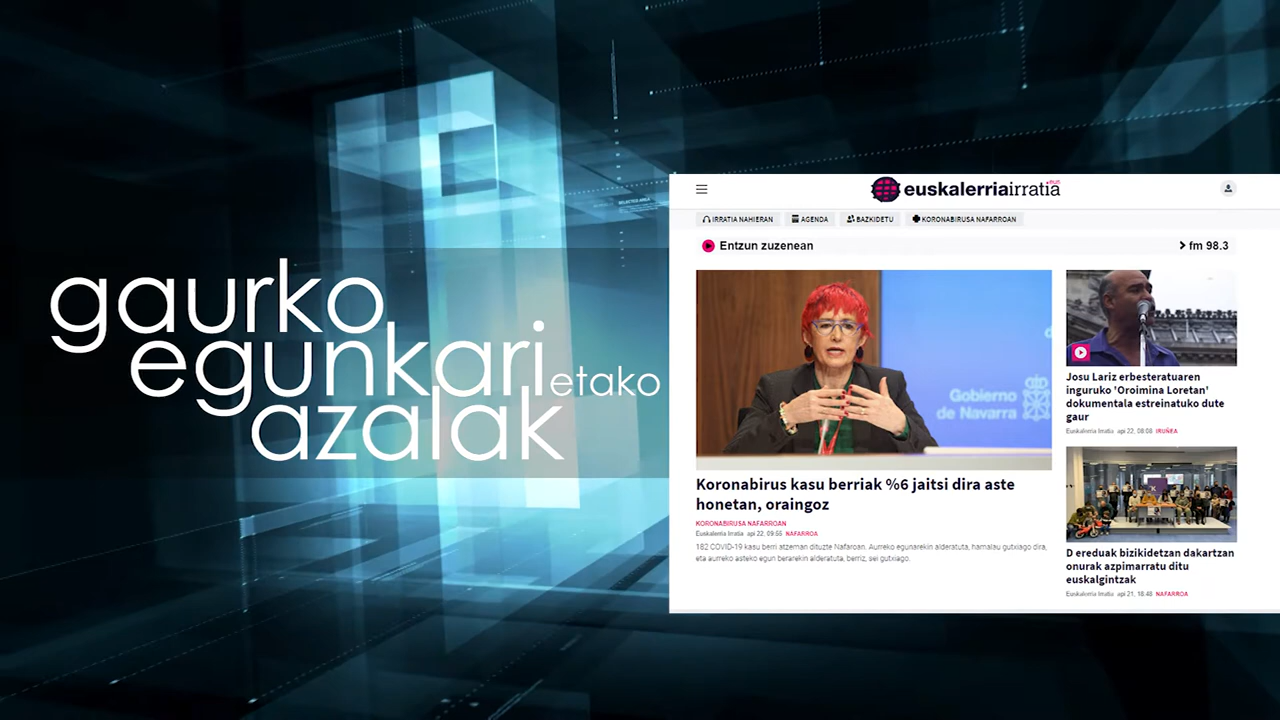 gaurko
egunkarietako
azalak
euskalerriairratia
IRRATIA NAHIERAN
AGENDA
BAZKIDETU
KORONABIRUSA NAFARROAN
Entzun zuzenean
fm 98.3
Gobierno
de Navarra
Koronabirus kasu berriak %6 jaitsi dira aste
honetan, oraingoz
KORONABIRUSA NAFARROAN
Euskalerria Irratia api 22, 09:56 NAFARROA
182 COVID-19 kasu berri atzeman dituzte Nafaroan. Aurreko egunarekin alderatuta, hamalau gutxiago dira,
eta aurreko asteko egun berarekin alderatuta, berriz, sei gutxiago.
Josu Lariz erbesteratuaren
inguruko 'Oroimina Loretan'
dokumentala estreinatuko dute
gaur
Euskalerria Irratia api 22, 08:08 IRUÑEA
D ereduak bizikidetzan dakartzan
onurak azpimarratu ditu
euskalgintzak
Euskalerria Irratia api 21, 18:48 NAFARROA